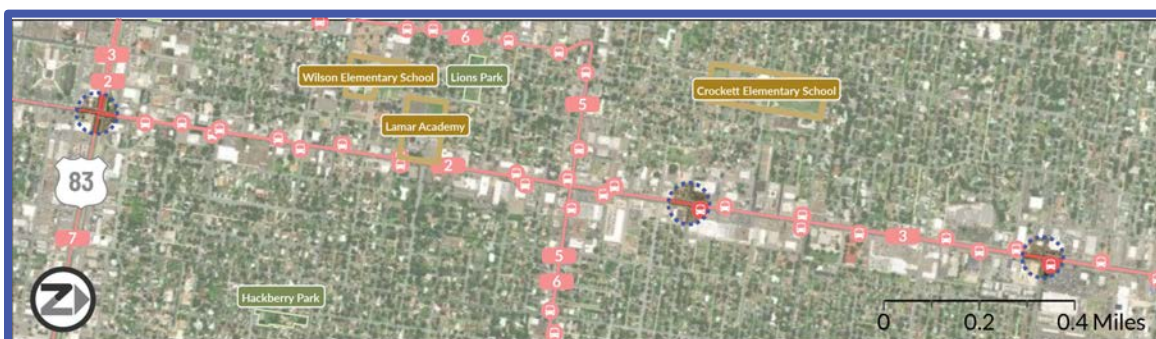 6
3
2
Wilson Elementary School
Lions Park
Crockett Elementary School
5
Lamar Academy
2
83
7
3
5
6
Hackberry Park
Z
0 0.2 0.4 Miles